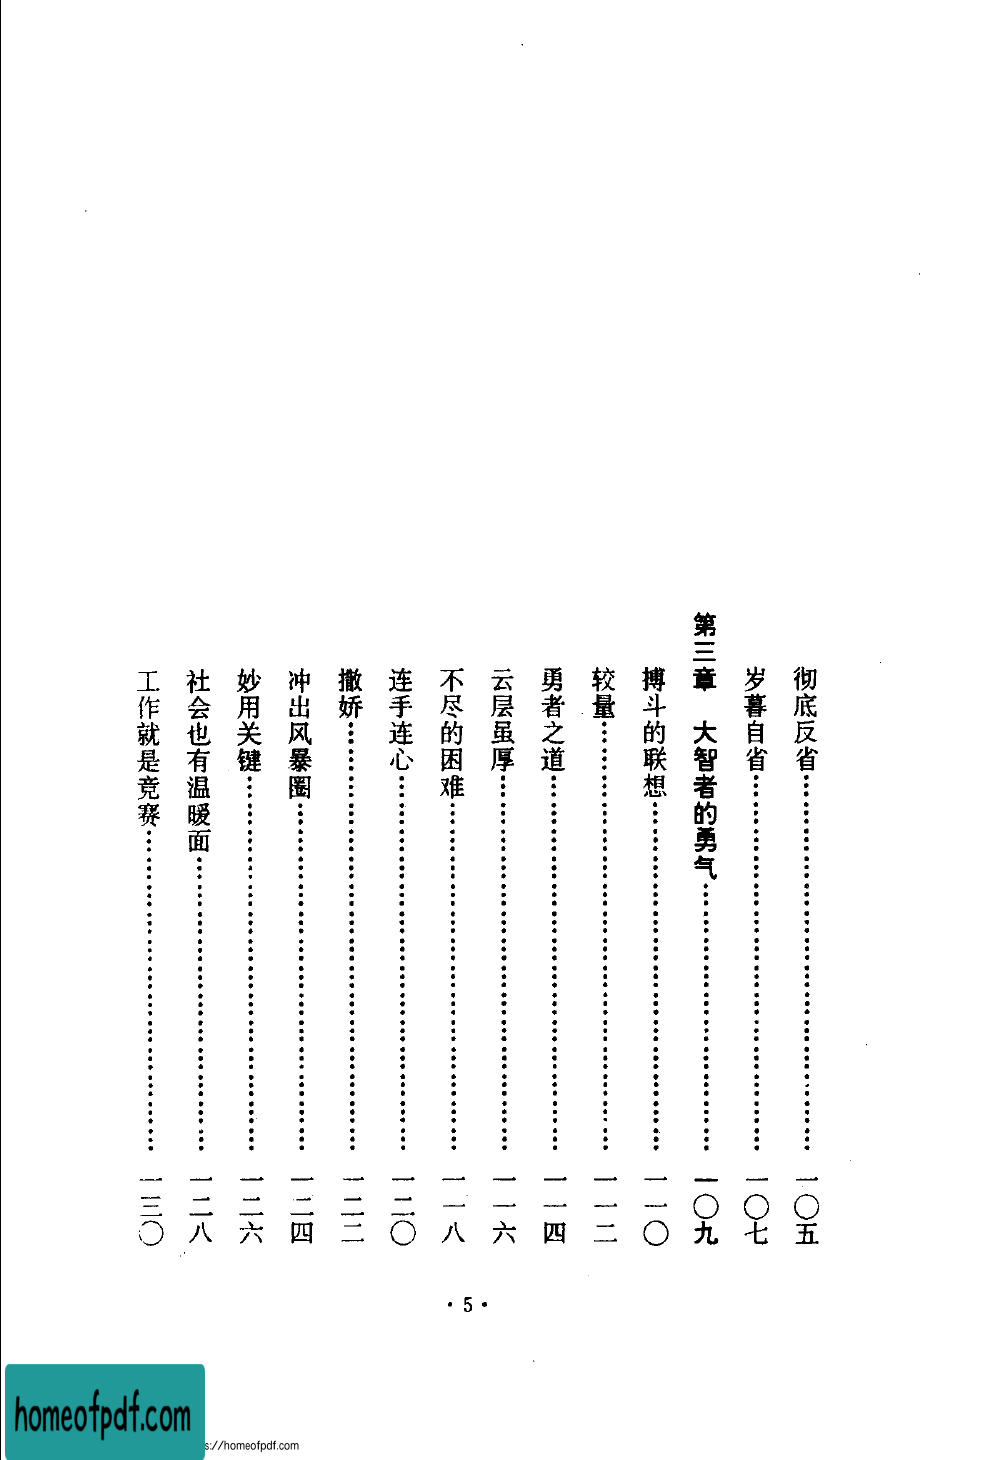 彻底反省………………一〇五
岁暮自省………………一〇七
第三章　大智者的勇气………………一〇九
搏斗的联想………………一一〇
较量………………一一二
勇者之道………………一一四
云层虽厚………………一一六
不尽的困难………………一一八
连手连心………………一二〇
撒娇………………一二二
冲出风暴圈………………一二四
妙用关键………………一二六
社会也有温暖面………………一二八
工作就是竞赛………………一三〇
·5·
homeofpdf.com
s://homeofpdf.com